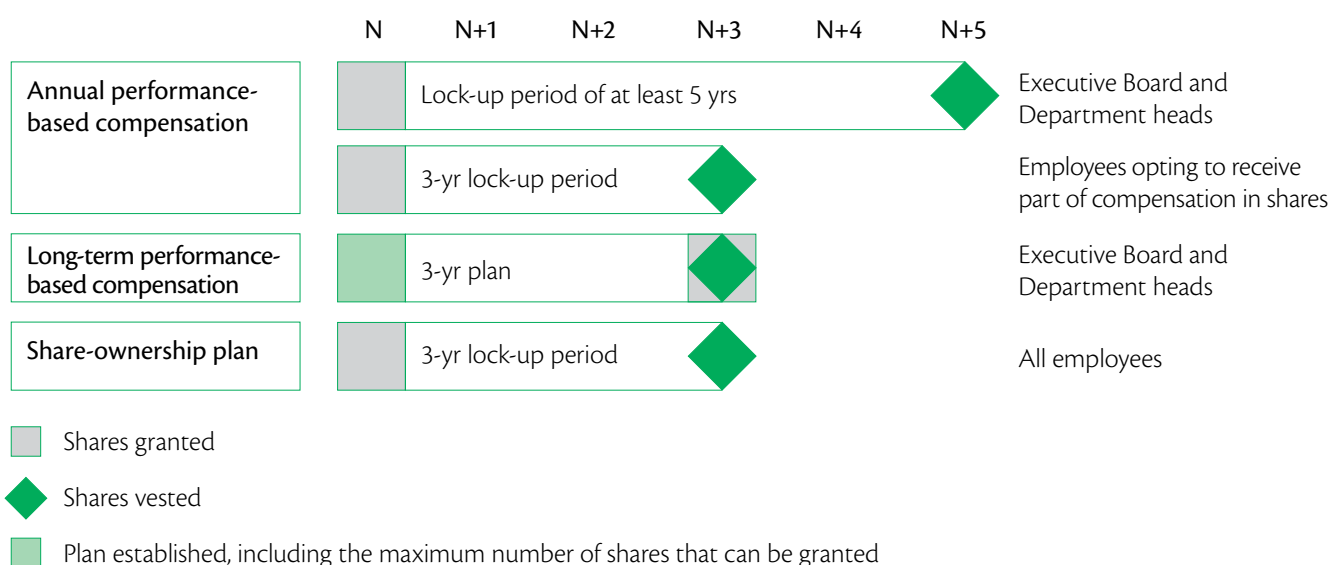 N N+1 N+2 N+3 N+4 N+5
Annual performance-
based compensation
Lock-up period of at least 5 yrs
Executive Board and
Department heads
3-yr lock-up period
Employees opting to receive
part of compensation in shares
Long-term performance-
based compensation
3-yr plan
Executive Board and
Department heads
Share-ownership plan
3-yr lock-up period
All employees
Shares granted
Shares vested
Plan established, including the maximum number of shares that can be granted